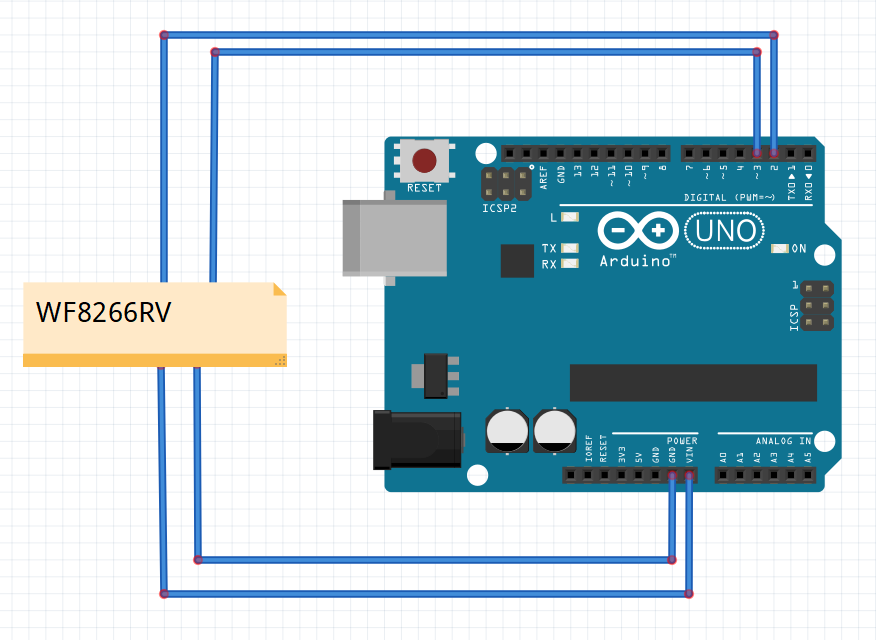 WF8266RV
RESET
ICSP2
AREF
GND
13
12
~11
~10
~9
8
7
~6
~5
4
~3
2
TX0▶1
RX0◀0
DIGITAL (PWM=~)
L
TX
RX
UNO
Arduino™
ON
1
ICSP
IOREF
RESET
3V3
5V
GND
GND
VIN
POWER
ANALOG IN
A0
A1
A2
A3
A4
A5